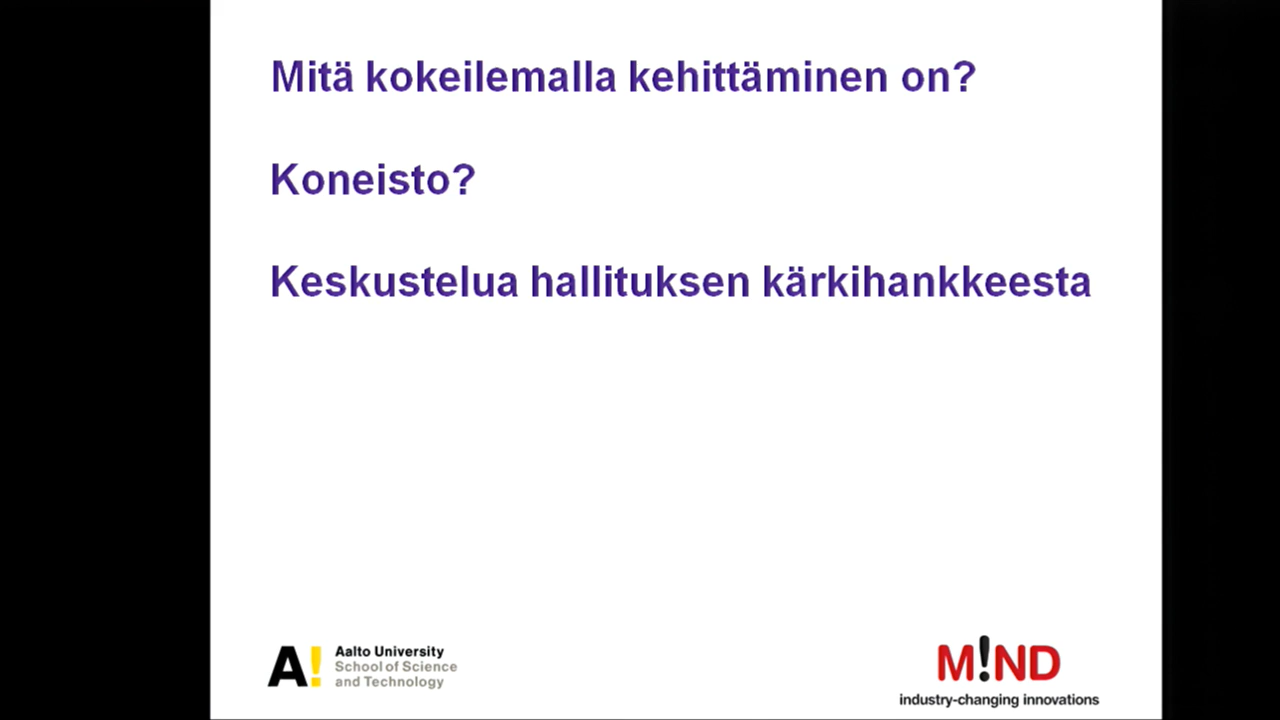 Mitä kokeilemalla kehittäminen on?
Koneisto?
Keskustelua hallituksen kärkihankkeesta
A! Aalto University
School of Science
and Technology
M!ND
industry-changing innovations